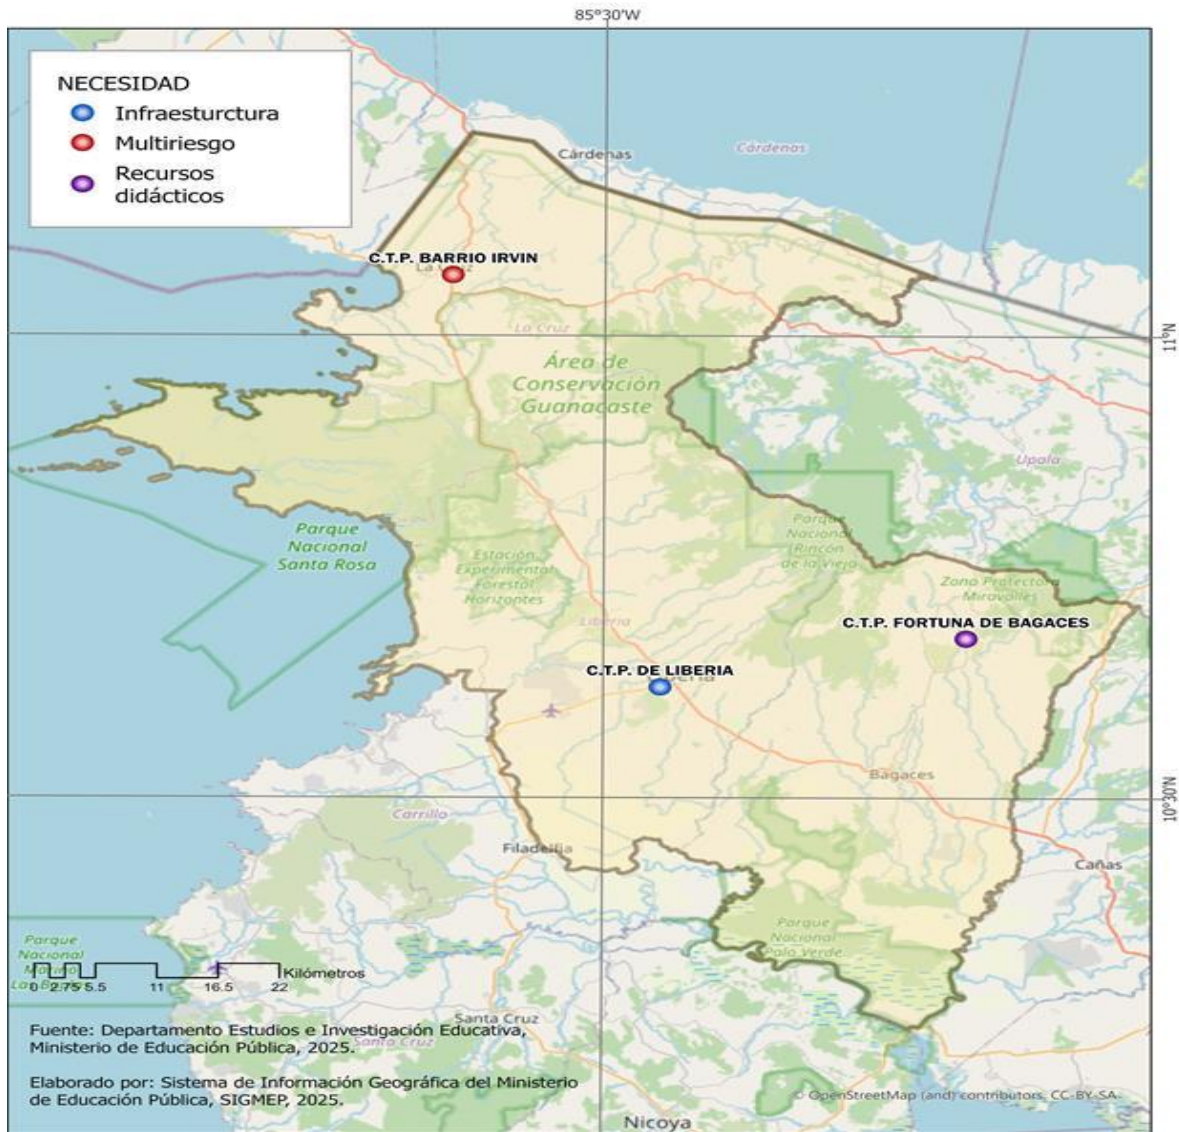 85°30'W
NECESIDAD
Infraesturctura
Multiriesgo
Recursos
didácticos
Cárdenas
Cárdenas
C.T.P. BARRIO IRVIN
La Cruz
11°N
La Cruz
Área de
Conservación
Guanacaste
Upala
Parque
Nacional
Santa Rosa
Parque
Nacional
(Rincón
de la Vieja
Estación
Experimental
Forestal
Horizontes
Zona Protectora
Miravalles
Liberia
C.T.P. FORTUNA DE BAGACES
C.T.P. DE LIBERIA
Bagaces
10°30'N
Carrillo
Filadelfia
Cañas
Parque
Nacional
Palo Verde
Parque
Nacional
Kilómetros
0 2.75 5.5 11 16.5 22
Santa Cruz
Fuente: Departamento Estudios e Investigación Educativa,
Ministerio de Educación Pública, 2025.
Santa Cruz
Elaborado por: Sistema de Información Geográfica del Ministerio
de Educación Pública, SIGMEP, 2025.
© OpenStreetMap (and) contributors, CC-BY-SA
Nicoya